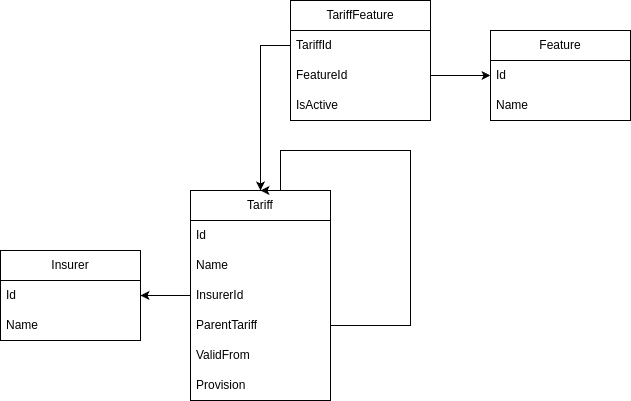 TariffFeature
TariffId
FeatureId
IsActive
Feature
Id
Name
Tariff
Id
Name
InsurerId
ParentTariff
ValidFrom
Provision
Insurer
Id
Name